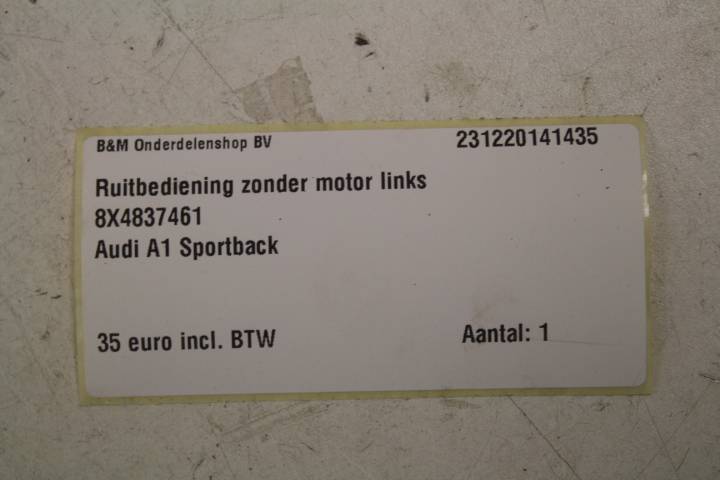 B&M Onderdelenshop BV 231220141435
Ruitbediening zonder motor links
8X4837461
Audi A1 Sportback
35 euro incl. BTW Aantal: 1